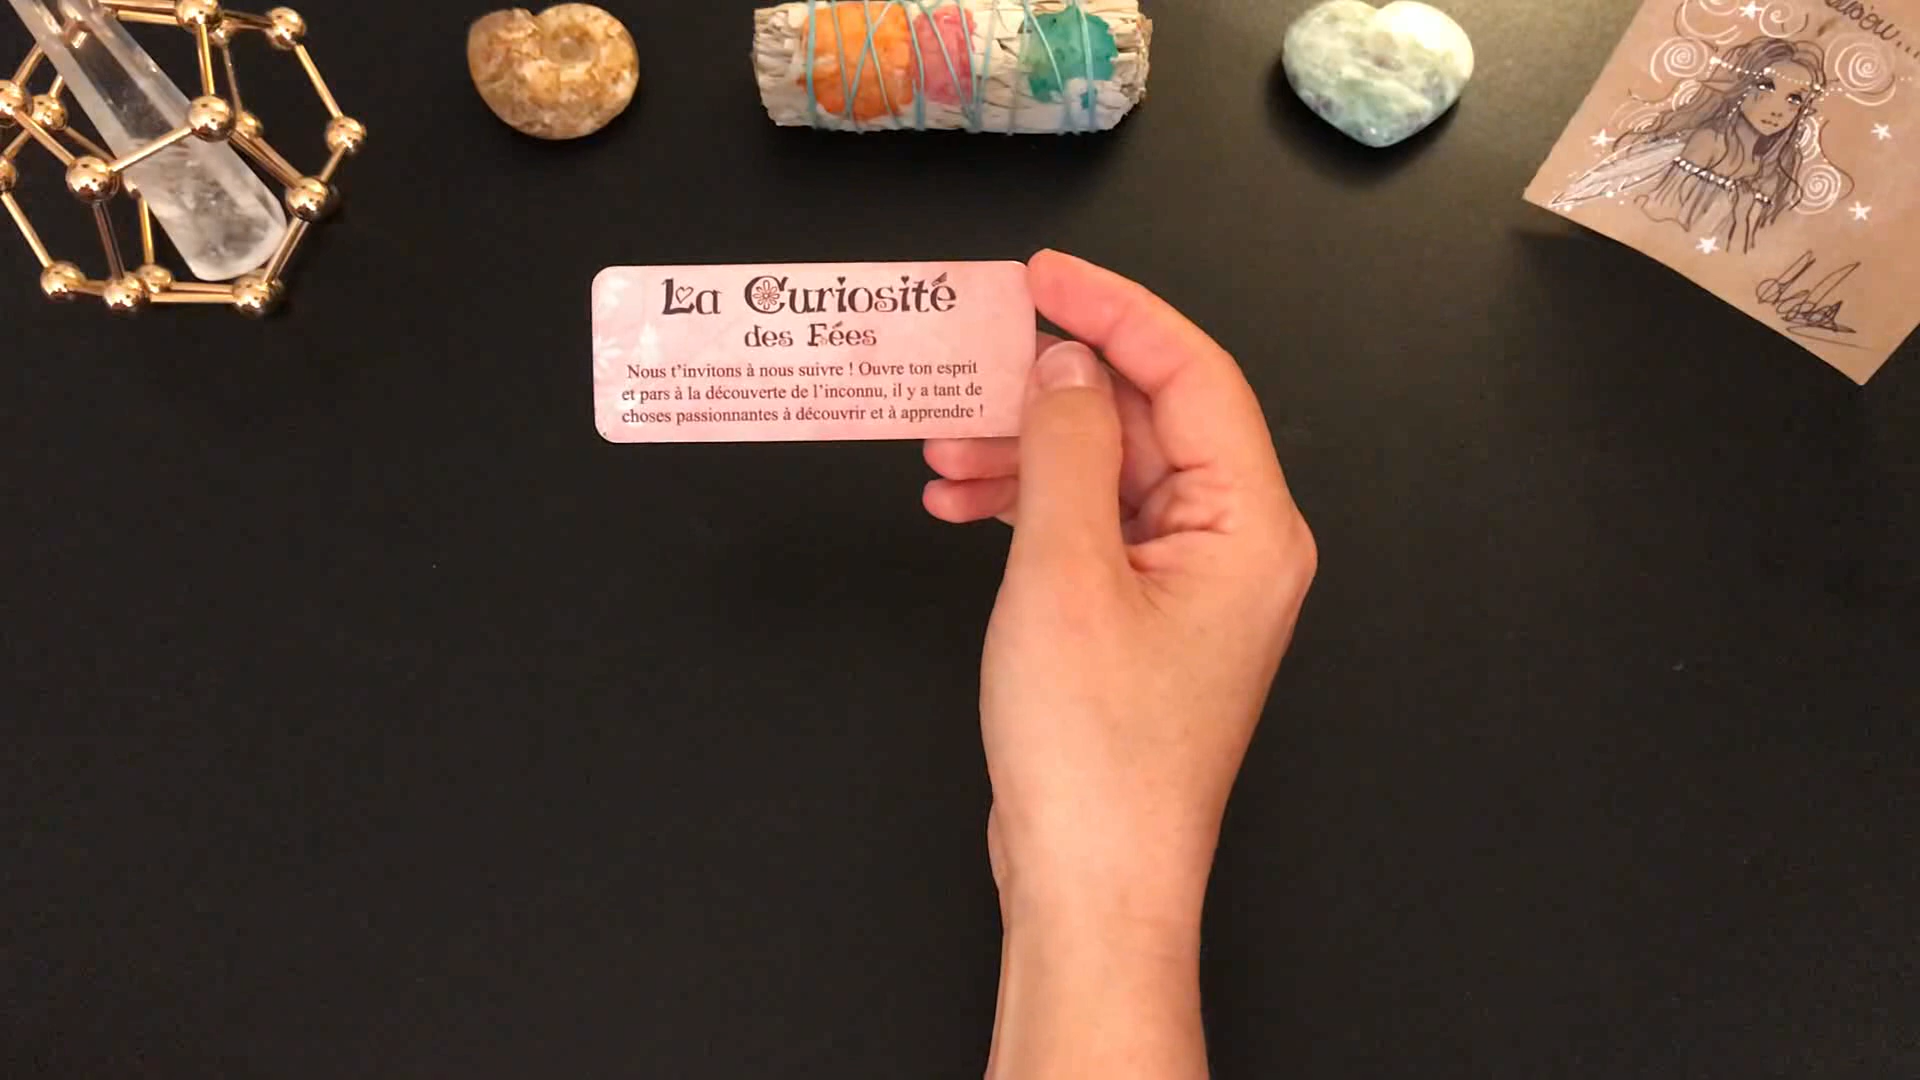 La Curiosité
des Fées
Nous t'invitons à nous suivre ! Ouvre ton esprit
et pars à la découverte de l'inconnu, il y a tant de
choses passionnantes à découvrir et à apprendre !